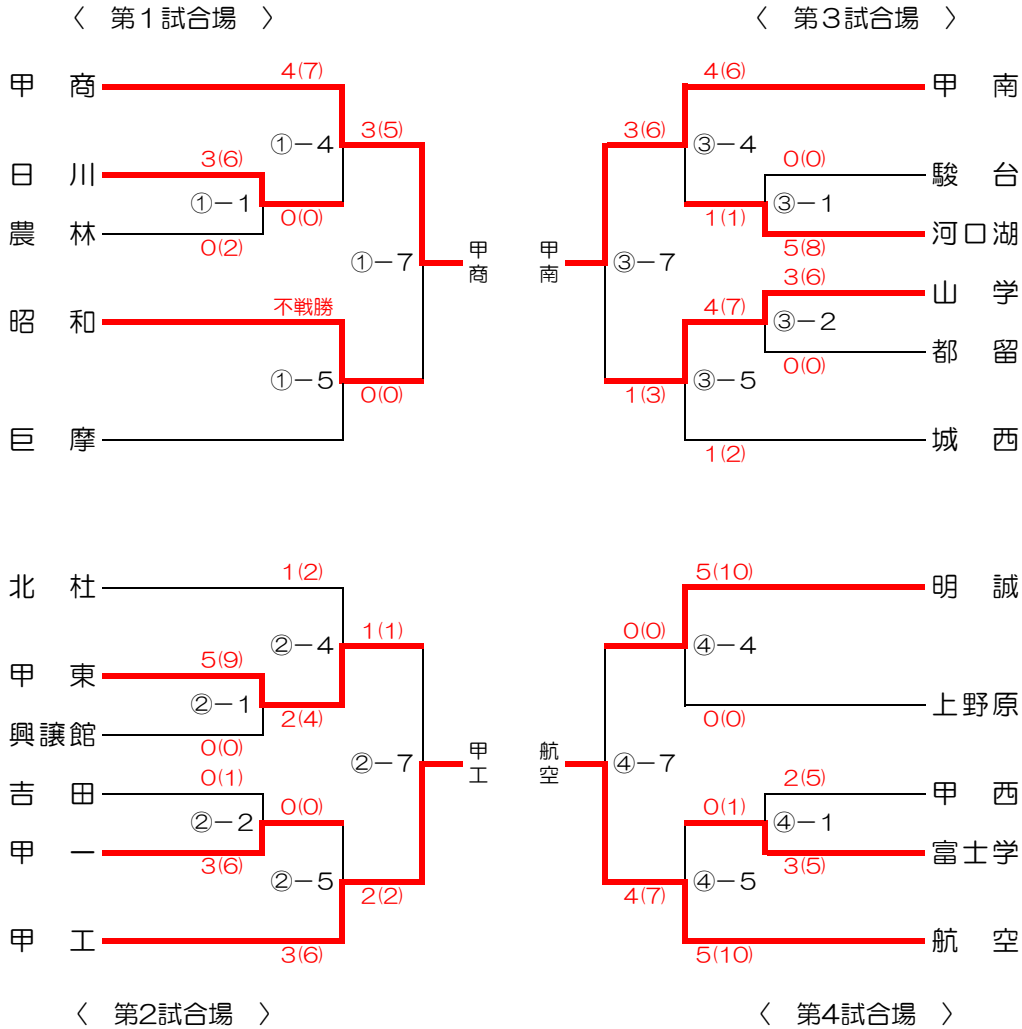 〈 第1試合場 〉
甲商
4(7)
①-4
3(5)
日川
3(6)
①-1
0(0)
農林
0(2)
①-7
甲商
昭和
不戦勝
①-5
0(0)
巨摩
〈 第3試合場 〉
4(6)
甲南
3(6)
③-4
0(0)
駿台
③-1
1(1)
5(8)
河口湖
甲南
③-7
3(6)
山学
4(7)
③-2
都留
0(0)
③-5
1(3)
城西
1(2)
北杜
1(2)
②-4
1(1)
甲東
5(9)
②-1
2(4)
興譲館
0(0)
②-7
甲工
吉田
0(1)
②-2
0(0)
甲一
3(6)
②-5
2(2)
甲工
3(6)
〈 第2試合場 〉
5(10)
明誠
0(0)
④-4
上野原
0(0)
航空
④-7
2(5)
甲西
0(1)
④-1
富士学
3(5)
④-5
4(7)
航空
5(10)
〈 第4試合場 〉